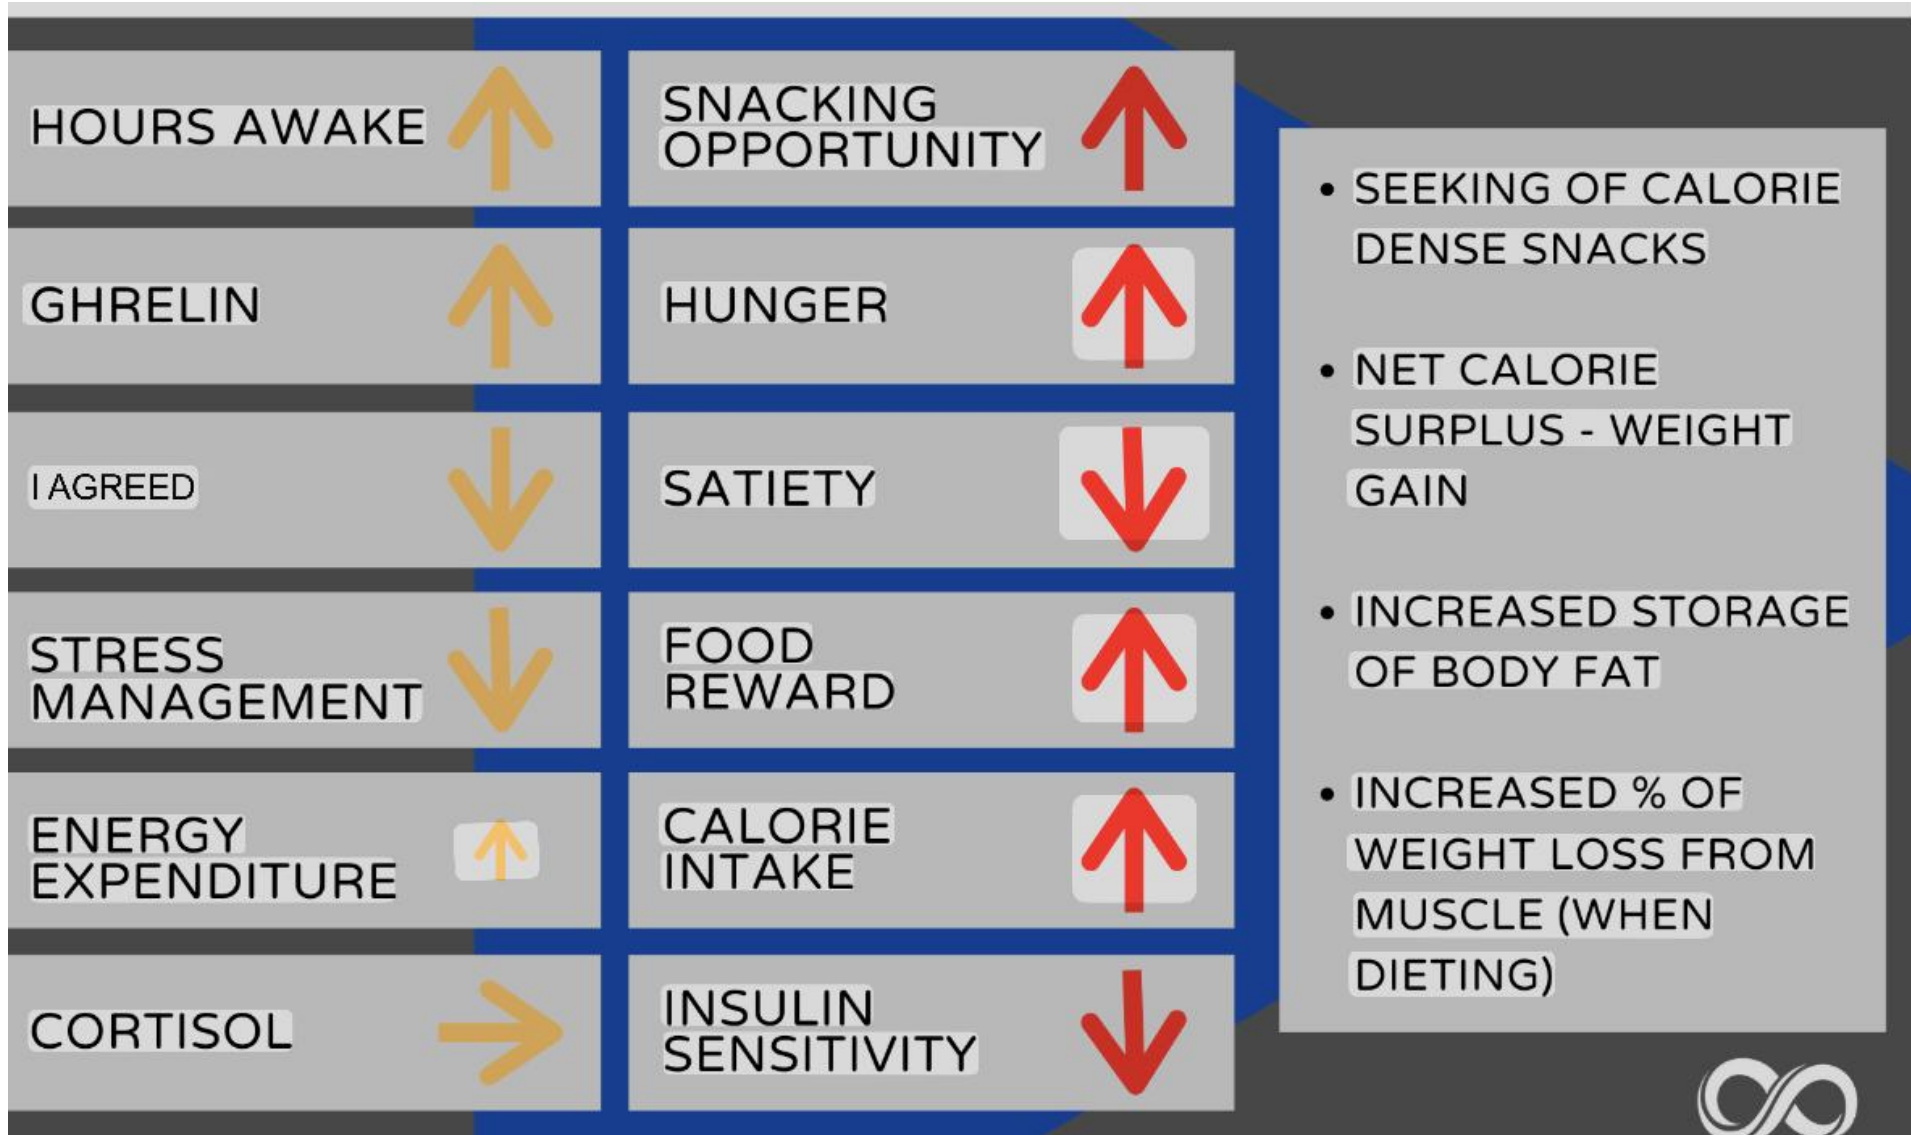 HOURS AWAKE
SNACKING
OPPORTUNITY
GHRELIN
HUNGER
I AGREED
SATIETY
STRESS
MANAGEMENT
FOOD
REWARD
ENERGY
EXPENDITURE
CALORIE
INTAKE
CORTISOL
INSULIN
SENSITIVITY
• SEEKING OF CALORIE
DENSE SNACKS
• NET CALORIE
SURPLUS - WEIGHT
GAIN
• INCREASED STORAGE
OF BODY FAT
• INCREASED % OF
WEIGHT LOSS FROM
MUSCLE (WHEN
DIETING)